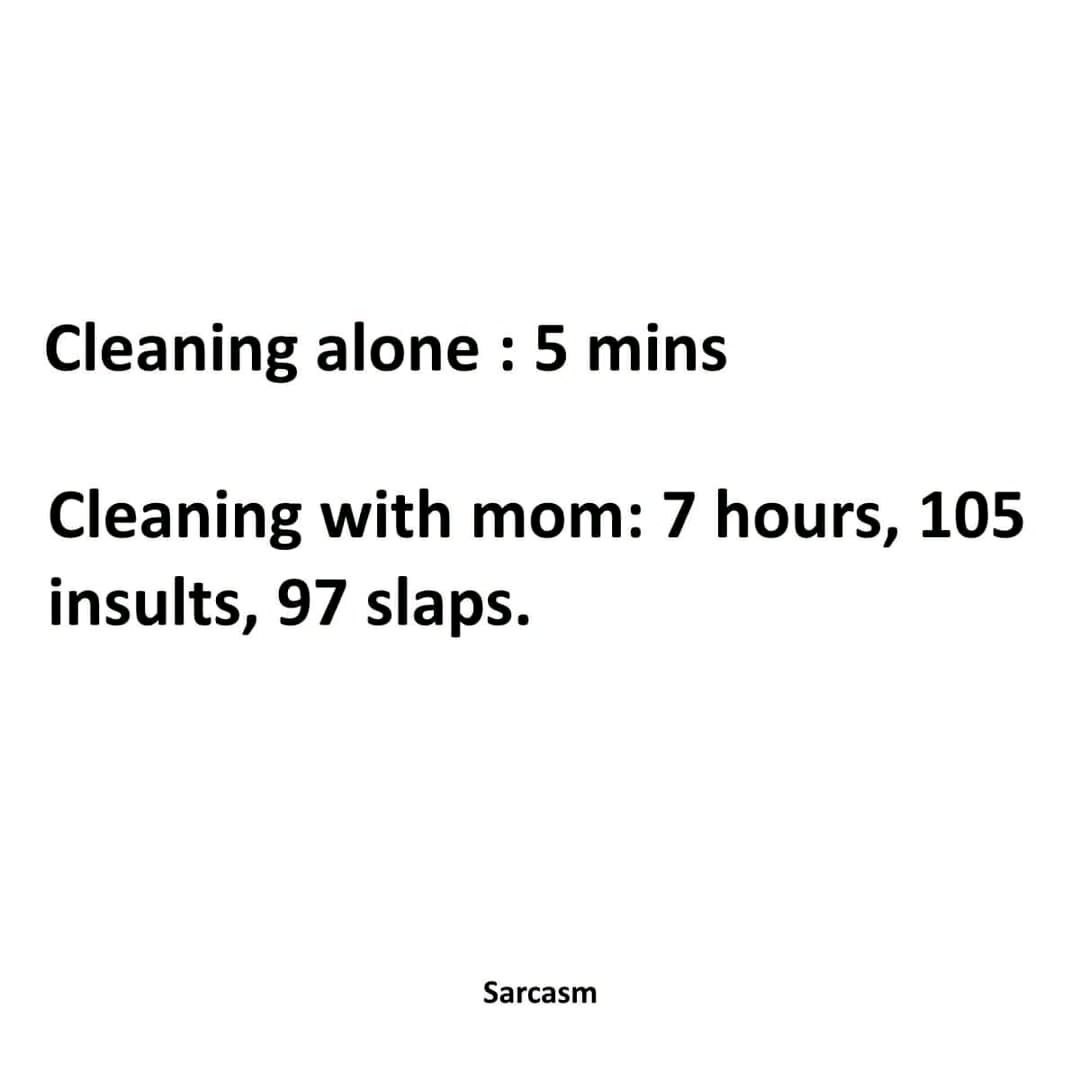 Cleaning alone : 5 mins
Cleaning with mom: 7 hours, 105
insults, 97 slaps.
Sarcasm